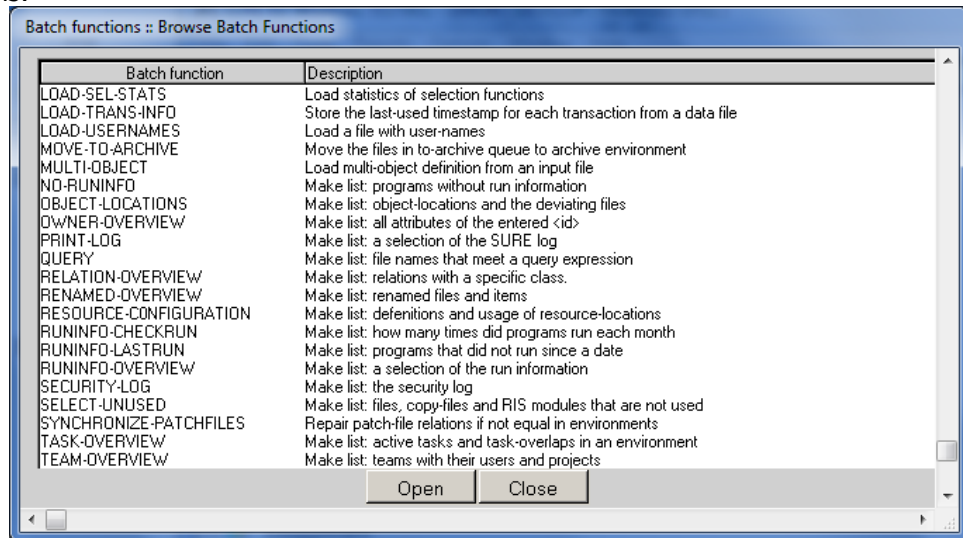 Batch functions :: Browse Batch Functions
Batch function Description
LOAD-SEL-STATS Load statistics of selection functions
LOAD-TRANS-INFO Store the last-used timestamp for each transaction from a data file
LOAD-USERNAMES Load a file with user-names
MOVE-TO-ARCHIVE Move the files in to-archive queue to archive environment
MULTI-OBJECT Load multi-object definition from an input file
NO-RUNINFO Make list: programs without run information
OBJECT-LOCATIONS Make list: object-locations and the deviating files
OWNER-OVERVIEW Make list: all attributes of the entered <id>
PRINT-LOG Make list: a selection of the SURE log
QUERY Make list: file names that meet a query expression
RELATION-OVERVIEW Make list: relations with a specific class.
RENAMED-OVERVIEW Make list: renamed files and items
RESOURCE-CONFIGURATION Make list: defenitions and usage of resource-locations
RUNINFO-CHECKRUN Make list: how many times did programs run each month
RUNINFO-LASTRUN Make list: programs that did not run since a date
RUNINFO-OVERVIEW Make list: a selection of the run information
SECURITY-LOG Make list: the security log
SELECT-UNUSED Make list: files, copy-files and RIS modules that are not used
SYNCHRONIZE-PATCHFILES Repair patch-file relations if not equal in environments
TASK-OVERVIEW Make list: active tasks and task-overlaps in an environment
TEAM-OVERVIEW Make list: teams with their users and projects
Open Close